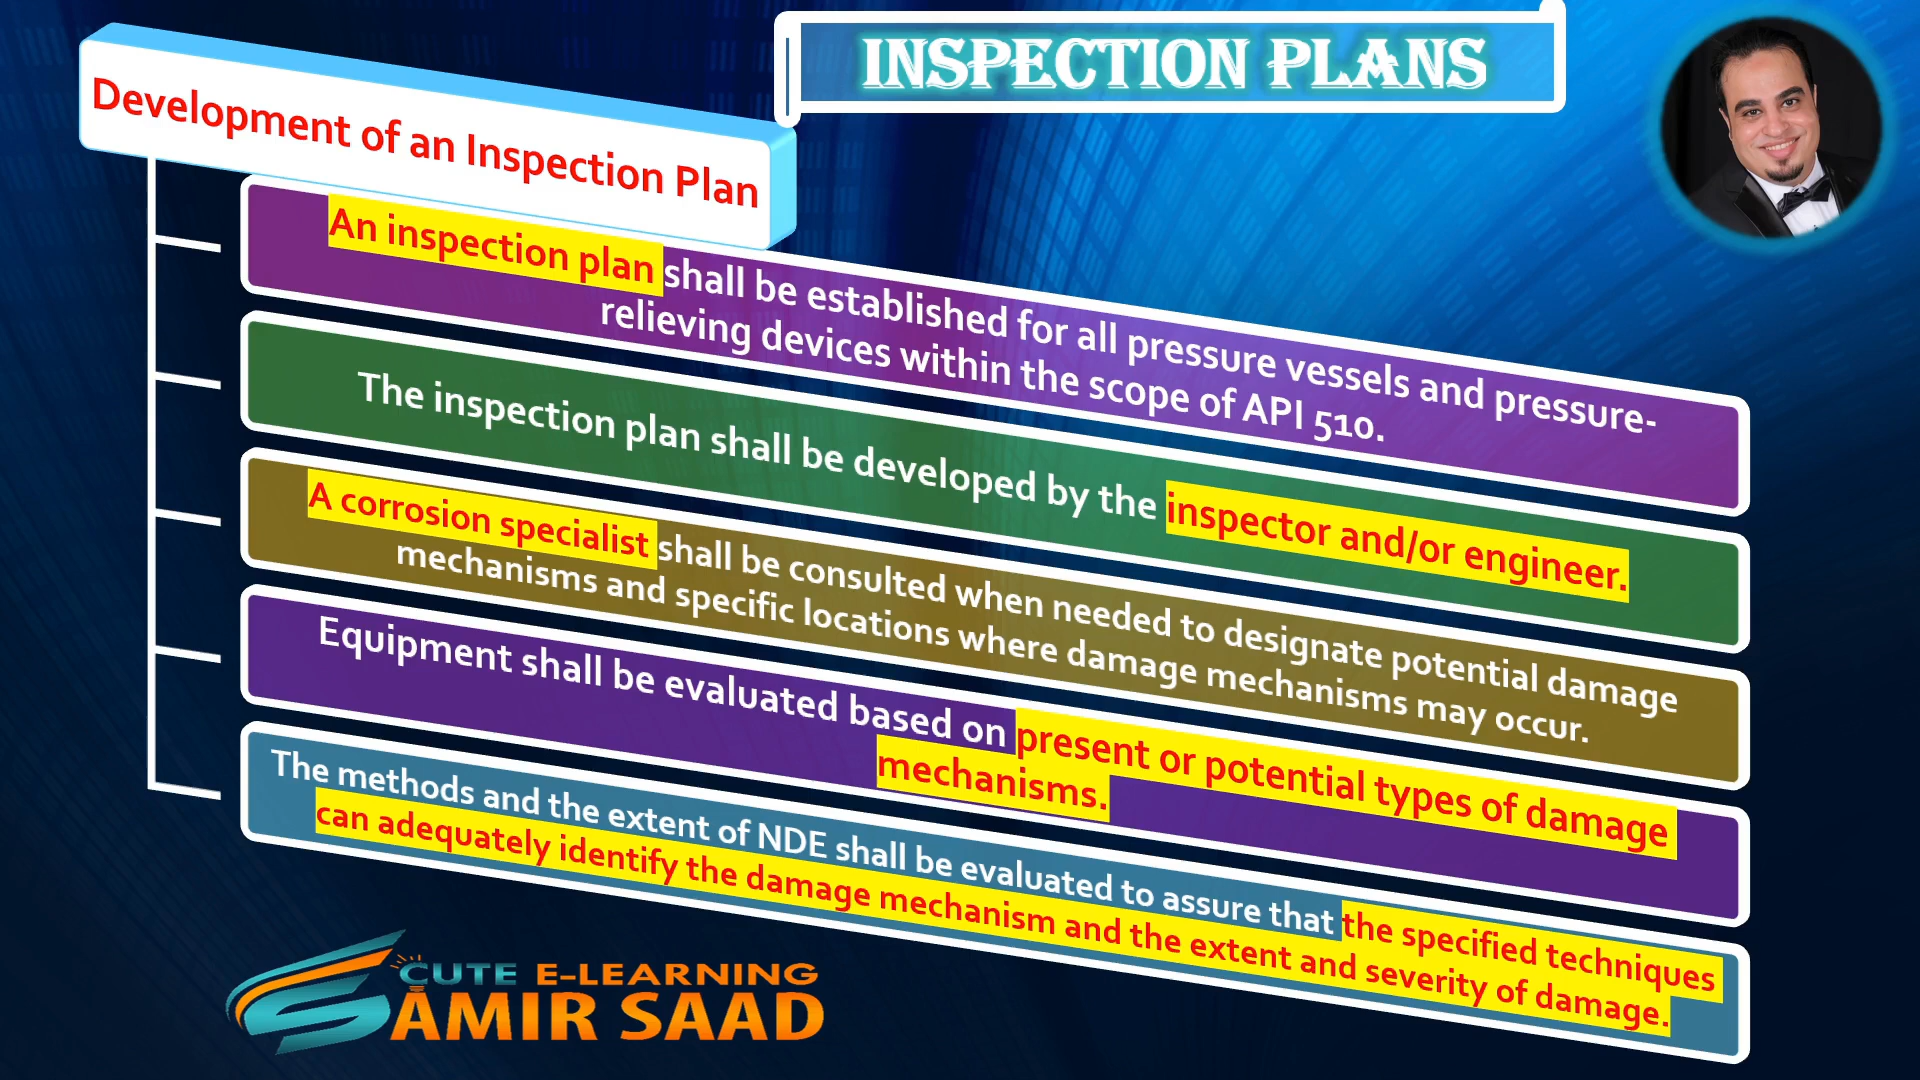 INSPECTION PLANS
Development of an Inspection Plan
An inspection plan shall be established for all pressure vessels and pressure-
relieving devices within the scope of API 510.
The inspection plan shall be developed by the inspector and/or engineer.
A corrosion specialist shall be consulted when needed to designate potential damage
mechanisms and specific locations where damage mechanisms may occur.
Equipment shall be evaluated based on present or potential types of damage
mechanisms.
The methods and the extent of NDE shall be evaluated to assure that the specified techniques
can adequately identify the damage mechanism and the extent and severity of damage.
CUTE E-LEARNING
AMIR SAAD